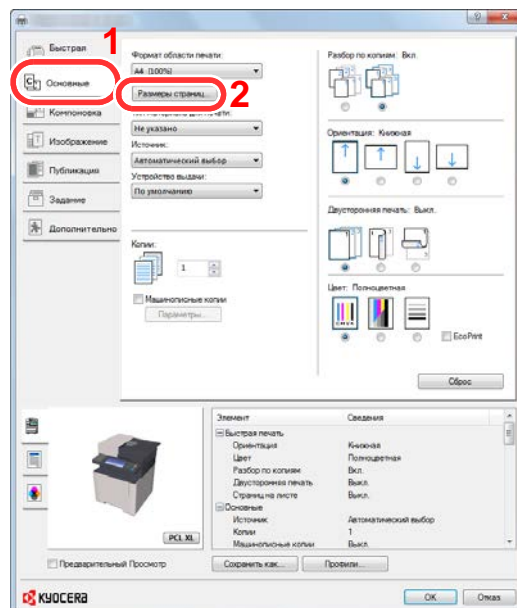 Быстрая
1
Основные
Компоновка
Изображение
Публикация
Задание
Дополнительно
Формат области печати:
A4 (100%)
Размеры страниц...
2
Не указано
Источник:
Автоматический выбор
Устройство выдачи:
По умолчанию
Копии:
1
Машинописные копии
Параметры...
Разбор по копиям: Вкл.
Ориентация: Книжная
Двусторонняя печать: Выкл.
Цвет: Полноцветная
CMYK
EcoPrint
Сброс
PCL XL
Предварительный Просмотр
Элемент Сведения
Быстрая печать
Ориентация Книжная
Цвет Полноцветная
Разбор по копиям Вкл.
Двусторонняя печать Выкл.
Страниц на листе Выкл.
Основные
Источник Автоматический выбор
Копии 1
Машинописные копии Выкл.
Сохранить как... Профили...
KYOCERA
OK Отказ